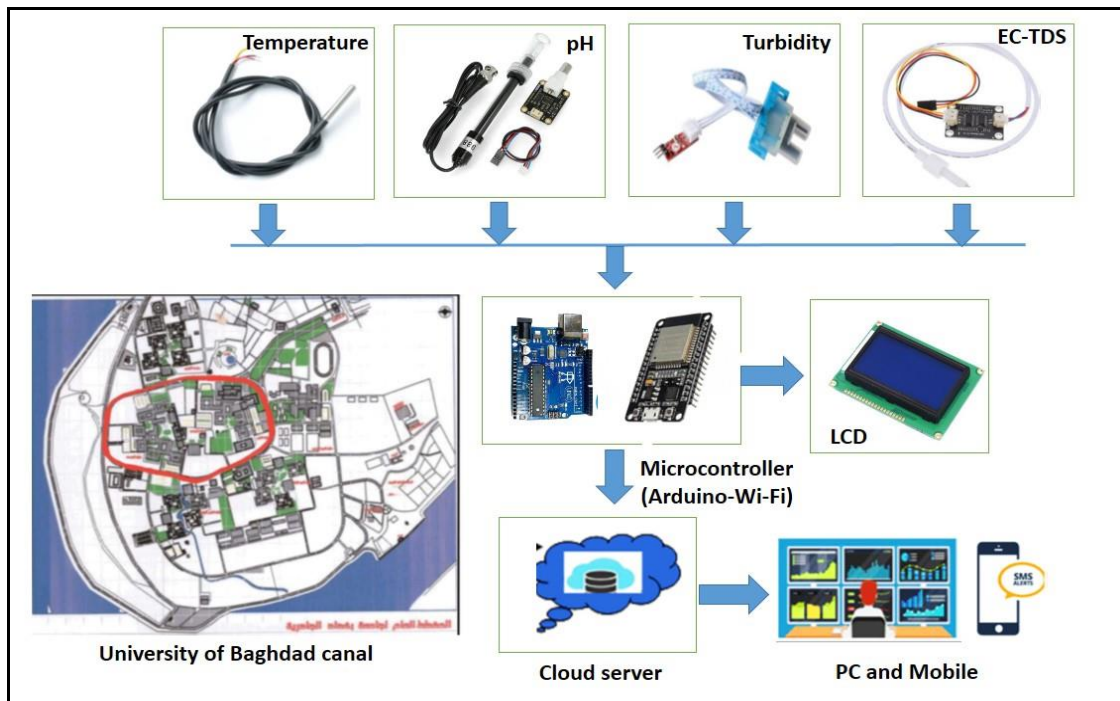 Temperature
pH
Turbidity
EC-TDS
LCD
Microcontroller
(Arduino-Wi-Fi)
SMS
ALERTS
University of Baghdad canal
Cloud server
PC and Mobile